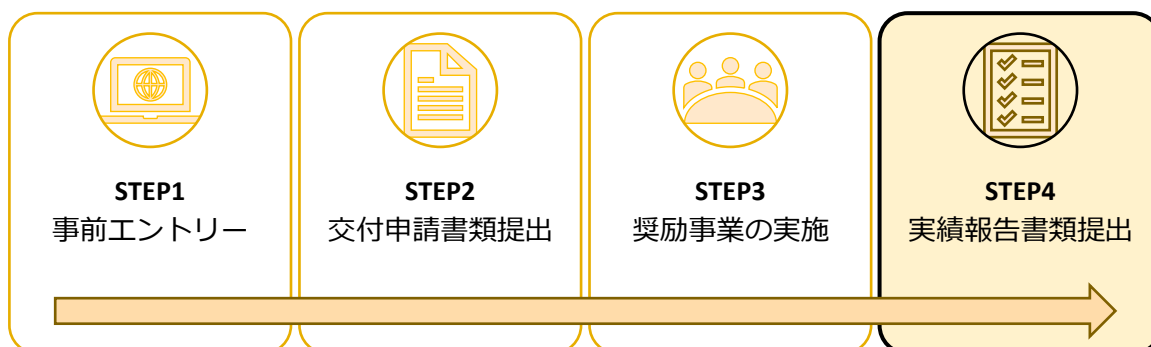 STEP1
事前エントリー
STEP2
交付申請書類提出
STEP3
奨励事業の実施
STEP4
実績報告書類提出